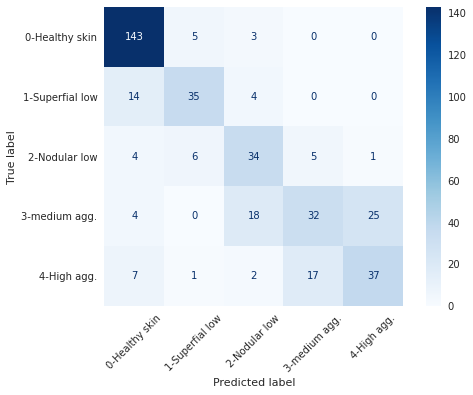 0-Healthy skin 143 5 3 0 0
1-Superfial low 14 35 4 0 0
2-Nodular low 4 6 34 5 1
3-medium agg. 4 0 18 32 25
4-High agg. 7 1 2 17 37
True label
0-Healthy skin
1-Superfial low
2-Nodular low
3-medium agg.
4-High agg.
Predicted label
140
120
100
80
60
40
20
0